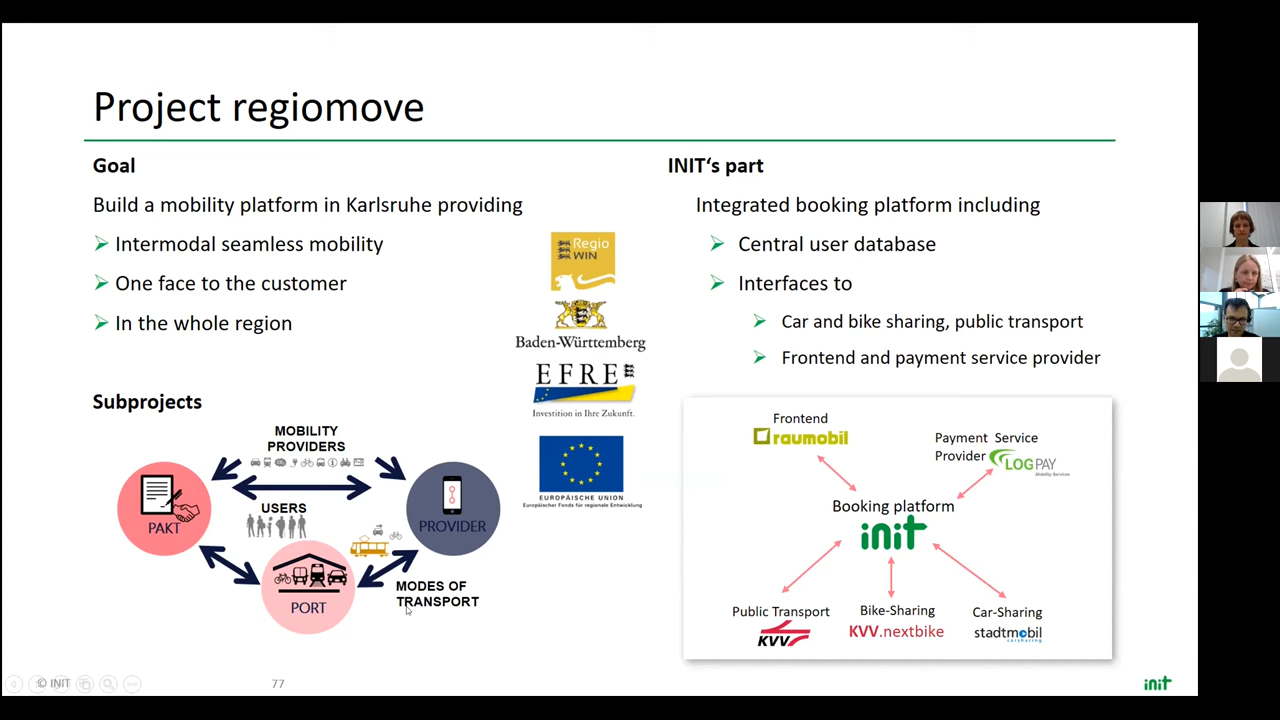 Project regiomove
Goal
Build a mobility platform in Karlsruhe providing
Intermodal seamless mobility
One face to the customer
In the whole region
Subprojects
MOBILITY
PROVIDERS
USERS
PAKT
PROVIDER
PORT
MODES OF
TRANSPORT
Regio
WIN
Baden-Württemberg
EFRE
Investition in Ihre Zukunft.
EUROPÄISCHE UNION
Europäischer Fonds für regionale Entwicklung
INIT‘s part
Integrated booking platform including
Central user database
Interfaces to
Car and bike sharing, public transport
Frontend and payment service provider
Frontend
raumobil
Payment Service
Provider
LOGPAY
Mobility Services
Booking platform
init
Public Transport
KVV
Bike-Sharing
KVV.nextbike
Car-Sharing
stadtmobil
carsharing
© INIT
77
init